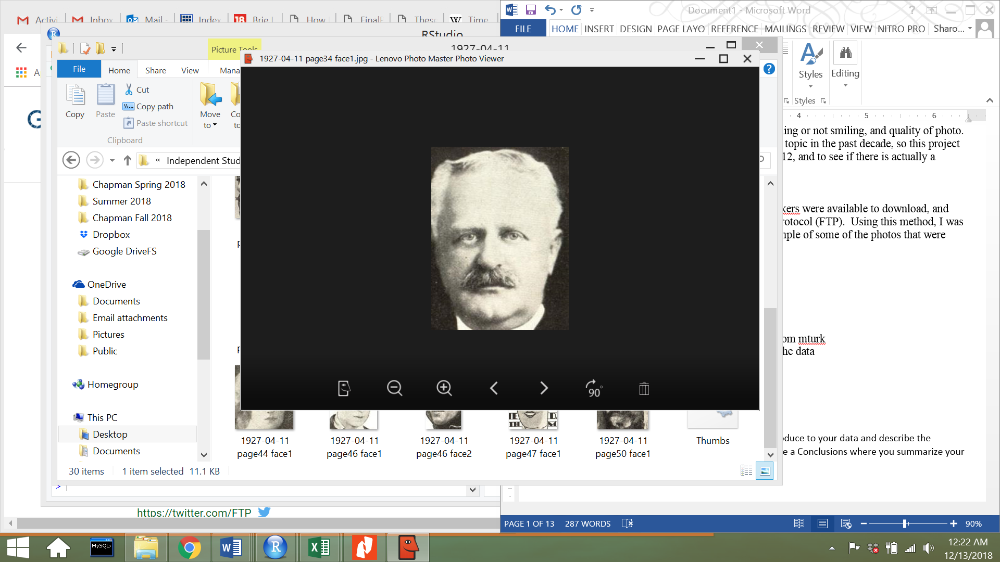 Activi
Inbox
Mail -
Index
18
Brie L
How
FinalP
These
W
Time
RStudio
1927-04-11
Picture Tools
File
Home
Share
View
Mana
Copy
Paste
Cut
Copy path
Paste shortcut
Move to
Co
to
Clipboard
« Independent Stud
Chapman Spring 2018
Summer 2018
Chapman Fall 2018
Dropbox
Google DriveFS
OneDrive
Documents
Email attachments
Pictures
Public
Homegroup
This PC
Desktop
Documents
1927-04-11 page34 face1.jpg - Lenovo Photo Master Photo Viewer
90°
1927-04-11
page44 face1
1927-04-11
page46 face1
1927-04-11
page46 face2
1927-04-11
page47 face1
1927-04-11
page50 face1
Thumbs
30 items
1 item selected 11.1 KB
https://twitter.com/FTP
Document1 - Microsoft Word
FILE
HOME
INSERT
DESIGN
PAGE LAYO
REFERENCE
MAILINGS
REVIEW
VIEW
NITRO PRO
Sharo...
Styles
Editing
Styles
4 5 6
ing or not smiling, and quality of photo.
topic in the past decade, so this project
12, and to see if there is actually a
kers were available to download, and
rotocol (FTP). Using this method, I was
nple of some of the photos that were
om mturk
he data
duce to your data and describe the
e a Conclusions where you summarize your
PAGE 1 OF 13
287 WORDS
90%
MySQL>
12:22 AM
12/13/2018